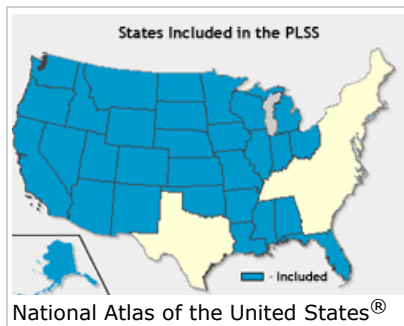 States Included in the PLSS
- Included
National Atlas of the United States®